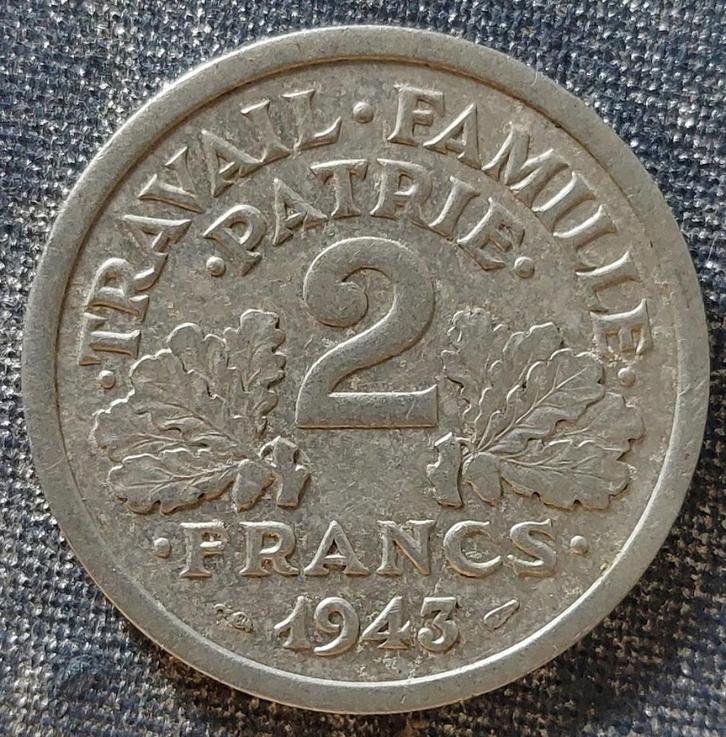 ·TRAVAIL·FAMILLE·
·PATRIE·
2
·FRANCS·
1943